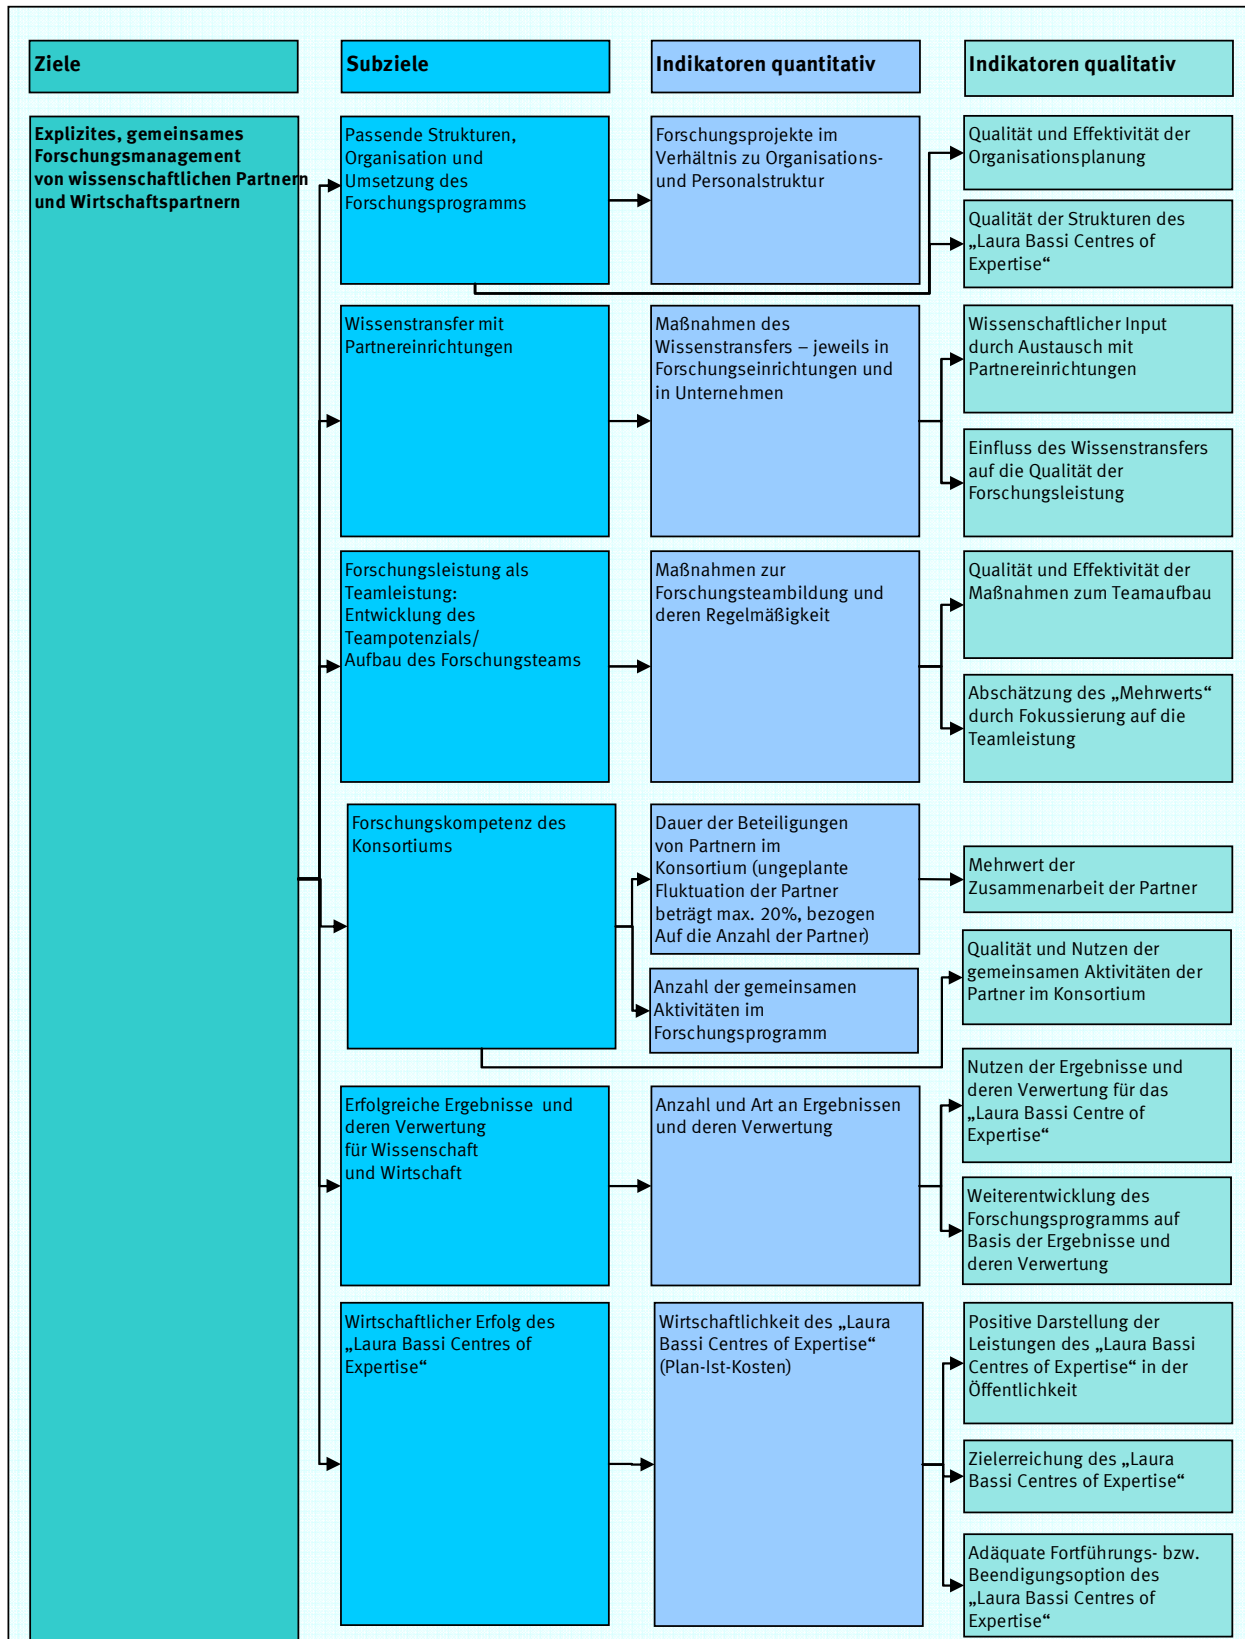 Ziele
Subziele
Indikatoren quantitativ
Indikatoren qualitativ
Explizites, gemeinsames
Forschungsmanagement
von wissenschaftlichen Partnern
und Wirtschaftspartnern
Passende Strukturen,
Organisation und
Umsetzung des
Forschungsprogramms
Forschungsprojekte im
Verhältnis zu Organisations-
und Personalstruktur
Qualität und Effektivität der
Organisationsplanung
Qualität der Strukturen des
„Laura Bassi Centres of
Expertise“
Wissenstransfer mit
Partnereinrichtungen
Maßnahmen des
Wissenstransfers – jeweils in
Forschungseinrichtungen und
in Unternehmen
Wissenschaftlicher Input
durch Austausch mit
Partnereinrichtungen
Einfluss des Wissenstransfers
auf die Qualität der
Forschungsleistung
Forschungsleistung als
Teamleistung:
Entwicklung des
Teampotenzials/
Aufbau des Forschungsteams
Maßnahmen zur
Forschungsteambildung und
deren Regelmäßigkeit
Qualität und Effektivität der
Maßnahmen zum Teamaufbau
Abschätzung des „Mehrwerts“
durch Fokussierung auf die
Teamleistung
Forschungskompetenz des
Konsortiums
Dauer der Beteiligungen
von Partnern im
Konsortium (ungeplante
Fluktuation der Partner
beträgt max. 20%, bezogen
Auf die Anzahl der Partner)
Anzahl der gemeinsamen
Aktivitäten im
Forschungsprogramm
Mehrwert der
Zusammenarbeit der Partner
Qualität und Nutzen der
gemeinsamen Aktivitäten der
Partner im Konsortium
Erfolgreiche Ergebnisse und
deren Verwertung
für Wissenschaft
und Wirtschaft
Anzahl und Art an Ergebnissen
und deren Verwertung
Nutzen der Ergebnisse und
deren Verwertung für das
„Laura Bassi Centre of
Expertise“
Weiterentwicklung des
Forschungsprogramms auf
Basis der Ergebnisse und
deren Verwertung
Wirtschaftlicher Erfolg des
„Laura Bassi Centres of
Expertise“
Wirtschaftlichkeit des „Laura
Bassi Centres of Expertise“
(Plan-Ist-Kosten)
Positive Darstellung der
Leistungen des „Laura Bassi
Centres of Expertise“ in der
Öffentlichkeit
Zielerreichung des „Laura
Bassi Centres of Expertise“
Adäquate Fortführungs- bzw.
Beendigungsoption des
„Laura Bassi Centres of
Expertise“